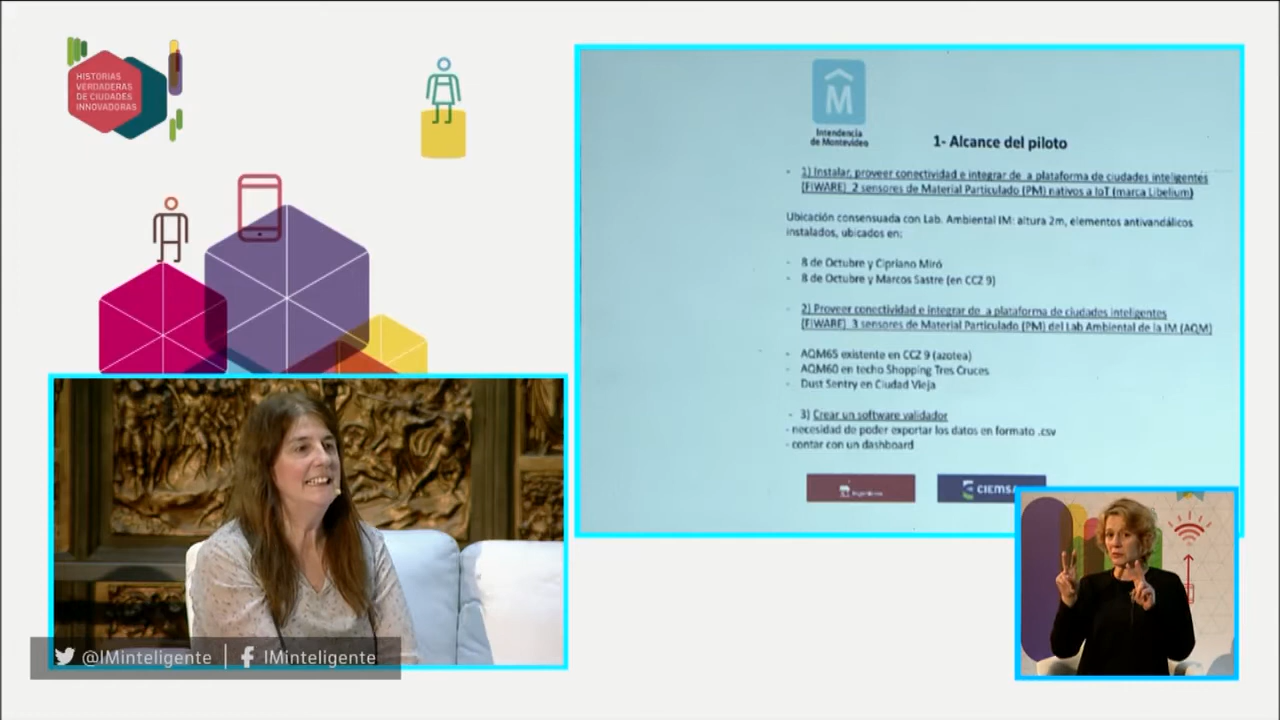 HISTORIAS
VERDADERAS
DE CIUDADES
INNOVADORAS
M
Intendencia
de Montevideo
1- Alcance del piloto
- 1) Instalar, proveer conectividad e integrar de a plataforma de ciudades inteligentes
(FIWARE) 2 sensores de Material Particulado (PM) nativos a IoT (marca Libelium)
Ubicación consensuada con Lab. Ambiental IM: altura 2m, elementos antivandálicos
instalados, ubicados en:
- 8 de Octubre y Cipriano Miró
- 8 de Octubre y Marcos Sastre (en CCZ 9)
- 2) Proveer conectividad e integrar de a plataforma de ciudades inteligentes
(FIWARE) 3 sensores de Material Particulado (PM) del Lab Ambiental de la IM (AQM)
- AQM65 existente en CCZ 9 (azotea)
- AQM60 en techo Shopping Tres Cruces
- Dust Sentry en Ciudad Vieja
- 3) Crear un software validador
- necesidad de poder exportar los datos en formato .csv
- contar con un dashboard
CIEMSA
@IMinteligente | IMinteligente